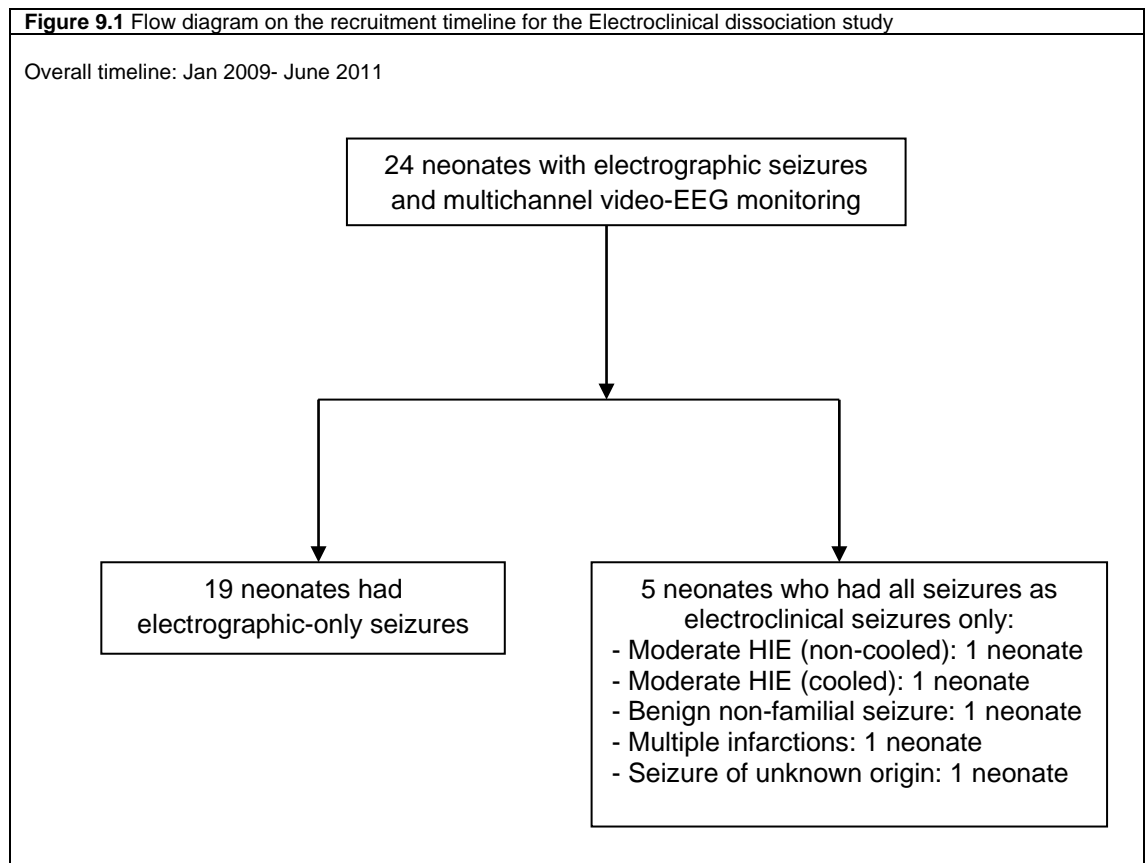 Figure 9.1 Flow diagram on the recruitment timeline for the Electroclinical dissociation study
Overall timeline: Jan 2009- June 2011
24 neonates with electrographic seizures
and multichannel video-EEG monitoring
19 neonates had
electrographic-only seizures
5 neonates who had all seizures as
electroclinical seizures only:
- Moderate HIE (non-cooled): 1 neonate
- Moderate HIE (cooled): 1 neonate
- Benign non-familial seizure: 1 neonate
- Multiple infarctions: 1 neonate
- Seizure of unknown origin: 1 neonate